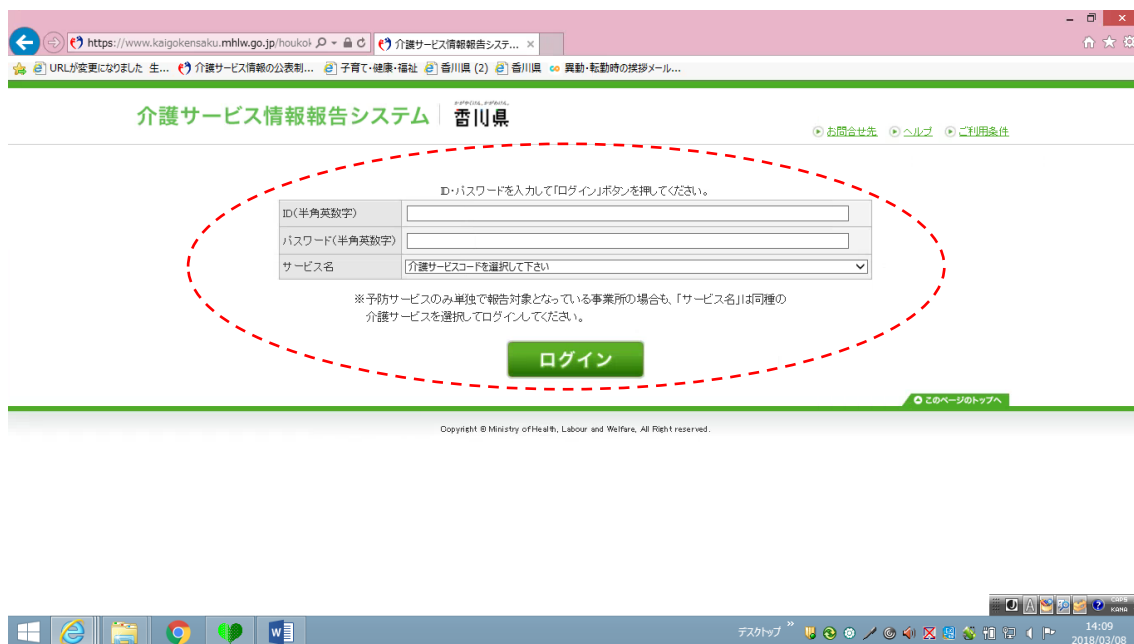 https://www.kaigokensaku.mhlw.go.jp/houkok
介護サービス情報報告システ...
URLが変更になりました 生...
介護サービス情報の公表制...
子育て・健康・福祉
香川県 (2)
香川県
異動・転勤時の挨拶メール...
介護サービス情報報告システム
香川県
お問合せ先
ヘルプ
ご利用条件
ID・パスワードを入力して「ログイン」ボタンを押してください。
ID(半角英数字)
パスワード(半角英数字)
サービス名
介護サービスコードを選択して下さい
※予防サービスのみ単独で報告対象となっている事業所の場合も、「サービス名」は同種の
介護サービスを選択してログインしてください。
ログイン
このページのトップへ
Copyright © Ministry of Health, Labour and Welfare, All Right reserved.
CAPS
KANA
デスクトップ
14:09
2018/03/08